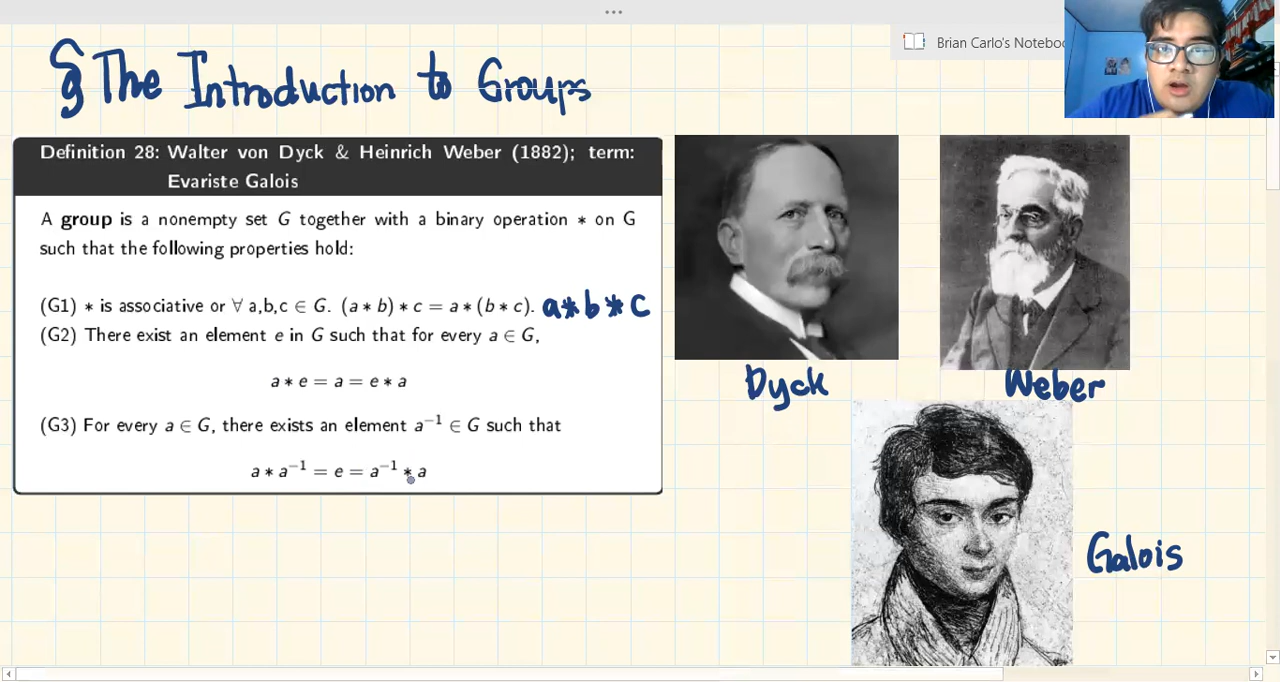 Brian Carlo's Noteboo
§ The Introduction to Groups
Definition 28: Walter von Dyck & Heinrich Weber (1882); term:
Evariste Galois
A group is a nonempty set G together with a binary operation * on G
such that the following properties hold:
(G1) * is associative or ∀ a,b,c ∈ G. (a * b) * c = a * (b * c). a * b * c
(G2) There exist an element e in G such that for every a ∈ G,
a * e = a = e * a
(G3) For every a ∈ G, there exists an element a⁻¹ ∈ G such that
a * a⁻¹ = e = a⁻¹ * a
Dyck
Weber
Galois